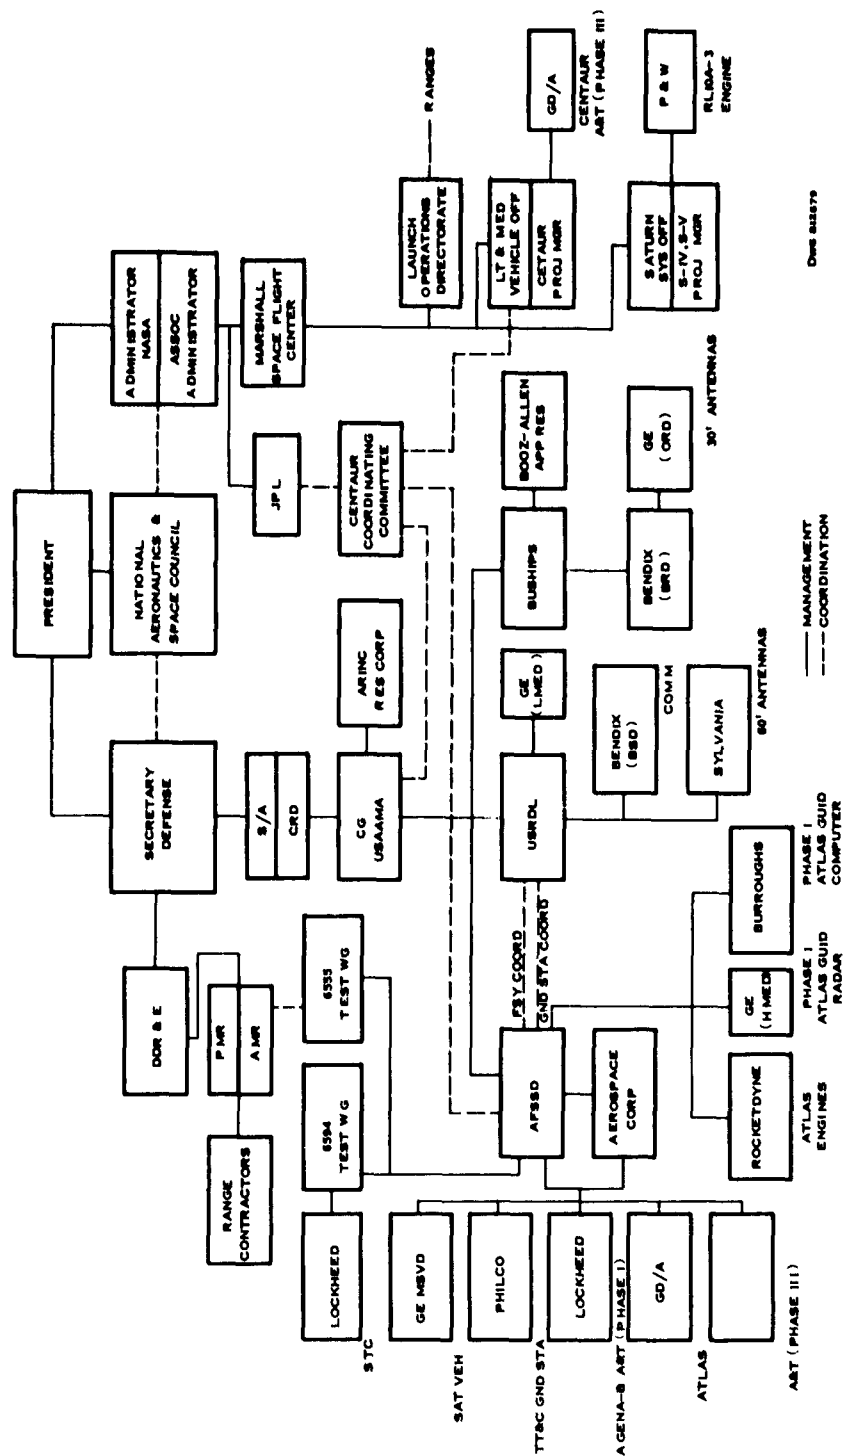 PRESIDENT
SECRETARY
DEFENSE
NATIONAL
AERONAUTICS &
SPACE COUNCIL
ADMINISTRATOR
NASA
ASSOC
ADMINISTRATOR
DDR & E
S/A
CRD
JPL
MARSHALL
SPACE FLIGHT
CENTER
PMR
AMR
RANGE
CONTRACTORS
LOCKHEED
STC
6594
TEST WG
6555
TEST WG
CG
USAAMA
ARINC
RES CORP
CENTAUR
COORDINATING
COMMITTEE
LAUNCH
OPERATIONS
DIRECTORATE
RANGES
GE MSVD
SAT VEH
PHILCO
TT&C GND STA
LOCKHEED
AGENA-B A&T (PHASE I)
GD/A
ATLAS
A&T (PHASE III)
AFSSD
FSY COORD
GND STA COORD
USRDL
GE
(LMED)
BUSHIPS
BOOZ-ALLEN
APP RES
LT & MED
VEHICLE OFF
CETAUR
PROJ MGR
GD/A
CENTAUR
A&T (PHASE III)
AEROSPACE
CORP
BENDIX
(BSD)
COMM
BENDIX
(BRD)
GE
(ORD)
30' ANTENNAS
SATURN
SYS OFF
S-IV, S-V
PROJ MGR
P & W
RL10A-3
ENGINE
ROCKETDYNE
ATLAS
ENGINES
GE
(HMED)
PHASE I
ATLAS GUID
RADAR
BURROUGHS
PHASE I
ATLAS GUID
COMPUTER
SYLVANIA
60' ANTENNAS
MANAGEMENT
COORDINATION